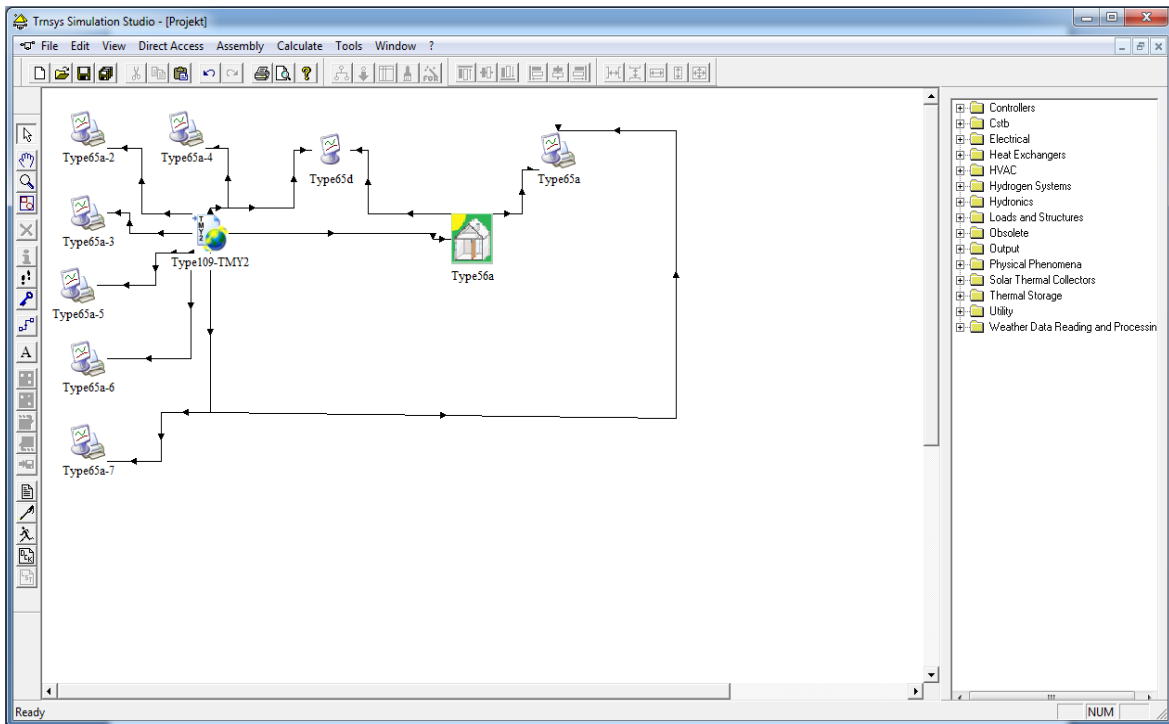 Trnsys Simulation Studio - [Projekt]
File Edit View Direct Access Assembly Calculate Tools Window ?
Type65a-2
Type65a-4
Type65d
Type65a
Type65a-3
Type109-TMY2
Type56a
Type65a-5
Type65a-6
Type65a-7
Controllers
Cstb
Electrical
Heat Exchangers
HVAC
Hydrogen Systems
Hydronics
Loads and Structures
Obsolete
Output
Physical Phenomena
Solar Thermal Collectors
Thermal Storage
Utility
Weather Data Reading and Processin
Ready
NUM